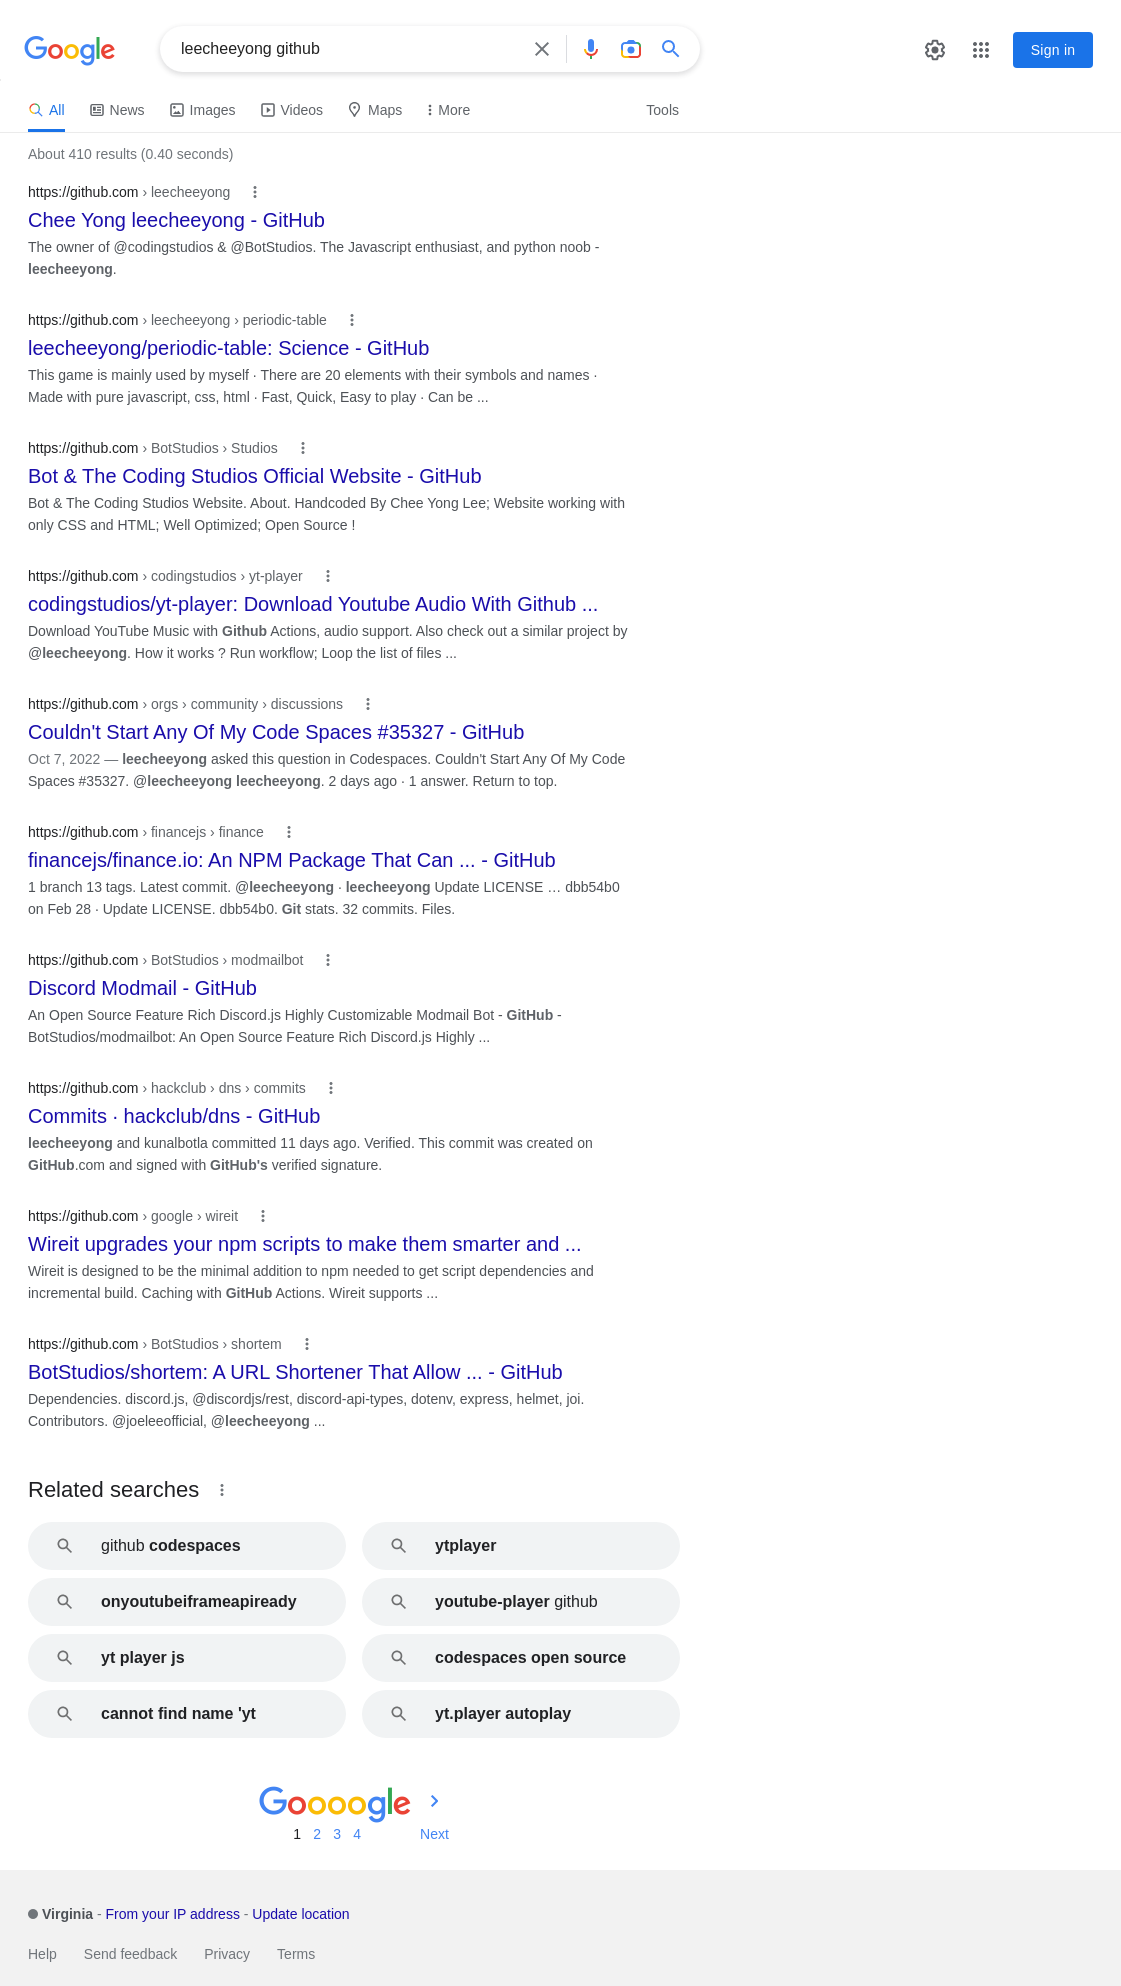 Google
leecheeyong github
Sign in
All News Images Videos Maps More Tools
About 410 results (0.40 seconds)
https://github.com › leecheeyong
Chee Yong leecheeyong - GitHub
The owner of @codingstudios & @BotStudios. The Javascript enthusiast, and python noob -
leecheeyong.
https://github.com › leecheeyong › periodic-table
leecheeyong/periodic-table: Science - GitHub
This game is mainly used by myself · There are 20 elements with their symbols and names ·
Made with pure javascript, css, html · Fast, Quick, Easy to play · Can be ...
https://github.com › BotStudios › Studios
Bot & The Coding Studios Official Website - GitHub
Bot & The Coding Studios Website. About. Handcoded By Chee Yong Lee; Website working with
only CSS and HTML; Well Optimized; Open Source !
https://github.com › codingstudios › yt-player
codingstudios/yt-player: Download Youtube Audio With Github ...
Download YouTube Music with Github Actions, audio support. Also check out a similar project by
@leecheeyong. How it works ? Run workflow; Loop the list of files ...
https://github.com › orgs › community › discussions
Couldn't Start Any Of My Code Spaces #35327 - GitHub
Oct 7, 2022 — leecheeyong asked this question in Codespaces. Couldn't Start Any Of My Code
Spaces #35327. @leecheeyong leecheeyong. 2 days ago · 1 answer. Return to top.
https://github.com › financejs › finance
financejs/finance.io: An NPM Package That Can ... - GitHub
1 branch 13 tags. Latest commit. @leecheeyong · leecheeyong Update LICENSE … dbb54b0
on Feb 28 · Update LICENSE. dbb54b0. Git stats. 32 commits. Files.
https://github.com › BotStudios › modmailbot
Discord Modmail - GitHub
An Open Source Feature Rich Discord.js Highly Customizable Modmail Bot - GitHub -
BotStudios/modmailbot: An Open Source Feature Rich Discord.js Highly ...
https://github.com › hackclub › dns › commits
Commits · hackclub/dns - GitHub
leecheeyong and kunalbotla committed 11 days ago. Verified. This commit was created on
GitHub.com and signed with GitHub's verified signature.
https://github.com › google › wireit
Wireit upgrades your npm scripts to make them smarter and ...
Wireit is designed to be the minimal addition to npm needed to get script dependencies and
incremental build. Caching with GitHub Actions. Wireit supports ...
https://github.com › BotStudios › shortem
BotStudios/shortem: A URL Shortener That Allow ... - GitHub
Dependencies. discord.js, @discordjs/rest, discord-api-types, dotenv, express, helmet, joi.
Contributors. @joeleeofficial, @leecheeyong ...
Related searches
github codespaces
ytplayer
onyoutubeiframeapiready
youtube-player github
yt player js
codespaces open source
cannot find name 'yt
yt.player autoplay
Goooogle
1 2 3 4 Next
Virginia - From your IP address - Update location
Help Send feedback Privacy Terms